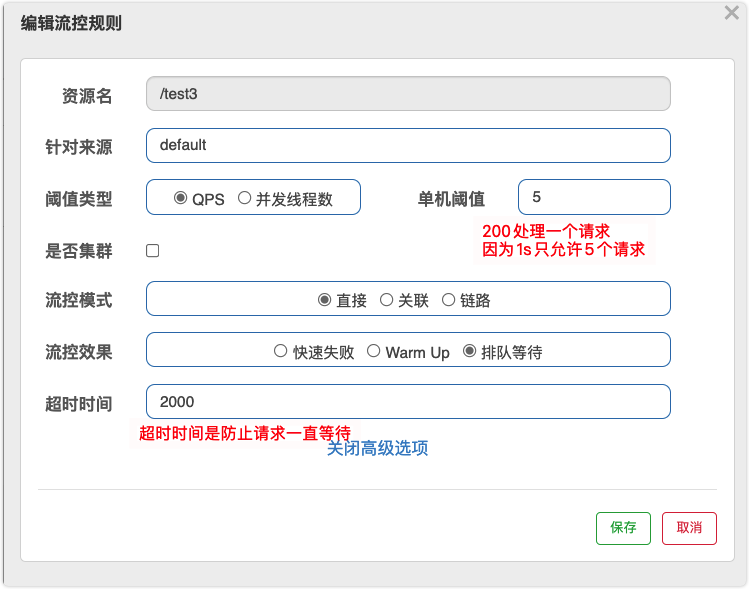 编辑流控规则
资源名 /test3
针对来源 default
阈值类型 QPS 并发线程数 单机阈值 5
200处理一个请求
因为1s只允许5个请求
是否集群
流控模式 直接 关联 链路
流控效果 快速失败 Warm Up 排队等待
超时时间 2000
超时时间是防止请求一直等待
关闭高级选项
保存 取消